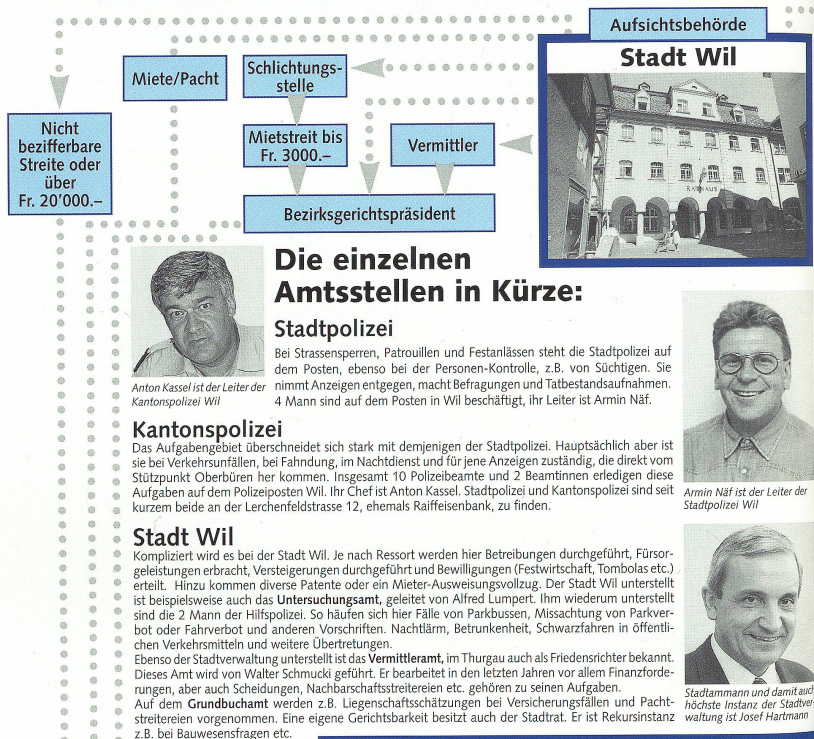 Aufsichtsbehörde
Stadt Wil
Miete/Pacht
Schlichtungs-
stelle
Nicht
bezifferbare
Streite oder
über
Fr. 20'000.–
Mietstreit bis
Fr. 3000.–
Vermittler
Bezirksgerichtspräsident
RATHAUS
Die einzelnen
Amtsstellen in Kürze:
Anton Kassel ist der Leiter der
Kantonspolizei Wil
Stadtpolizei
Bei Strassensperren, Patrouillen und Festanlässen steht die Stadtpolizei auf
dem Posten, ebenso bei der Personen-Kontrolle, z.B. von Süchtigen. Sie
nimmt Anzeigen entgegen, macht Befragungen und Tatbestandsaufnahmen.
4 Mann sind auf dem Posten in Wil beschäftigt, ihr Leiter ist Armin Näf.
Armin Näf ist der Leiter der
Stadtpolizei Wil
Kantonspolizei
Das Aufgabengebiet überschneidet sich stark mit demjenigen der Stadtpolizei. Hauptsächlich aber ist
sie bei Verkehrsunfällen, bei Fahndung, im Nachtdienst und für jene Anzeigen zuständig, die direkt vom
Stützpunkt Oberbüren her kommen. Insgesamt 10 Polizeibeamte und 2 Beamtinnen erledigen diese
Aufgaben auf dem Polizeiposten Wil. Ihr Chef ist Anton Kassel. Stadtpolizei und Kantonspolizei sind seit
kurzem beide an der Lerchenfeldstrasse 12, ehemals Raiffeisenbank, zu finden.
Stadt Wil
Kompliziert wird es bei der Stadt Wil. Je nach Ressort werden hier Betreibungen durchgeführt, Fürsor-
geleistungen erbracht, Versteigerungen durchgeführt und Bewilligungen (Festwirtschaft, Tombolas etc.)
erteilt. Hinzu kommen diverse Patente oder ein Mieter-Ausweisungsvollzug. Der Stadt Wil unterstellt
ist beispielsweise auch das Untersuchungsamt, geleitet von Alfred Lumpert. Ihm wiederum unterstellt
sind die 2 Mann der Hilfspolizei. So häufen sich hier Fälle von Parkbussen, Missachtung von Parkver-
bot oder Fahrverbot und anderen Vorschriften. Nachtlärm, Betrunkenheit, Schwarzfahren in öffentli-
chen Verkehrsmitteln und weitere Übertretungen.
Ebenso der Stadtverwaltung unterstellt ist das Vermittleramt, im Thurgau auch als Friedensrichter bekannt.
Dieses Amt wird von Walter Schmucki geführt. Er bearbeitet in den letzten Jahren vor allem Finanzforde-
rungen, aber auch Scheidungen, Nachbarschaftsstreitereien etc. gehören zu seinen Aufgaben.
Auf dem Grundbuchamt werden z.B. Liegenschaftsschätzungen bei Versicherungsfällen und Pacht-
streitereien vorgenommen. Eine eigene Gerichtsbarkeit besitzt auch der Stadtrat. Er ist Rekursinstanz
z.B. bei Bauwesensfragen etc.
Stadtammann und damit auch
höchste Instanz der Stadtver-
waltung ist Josef Hartmann